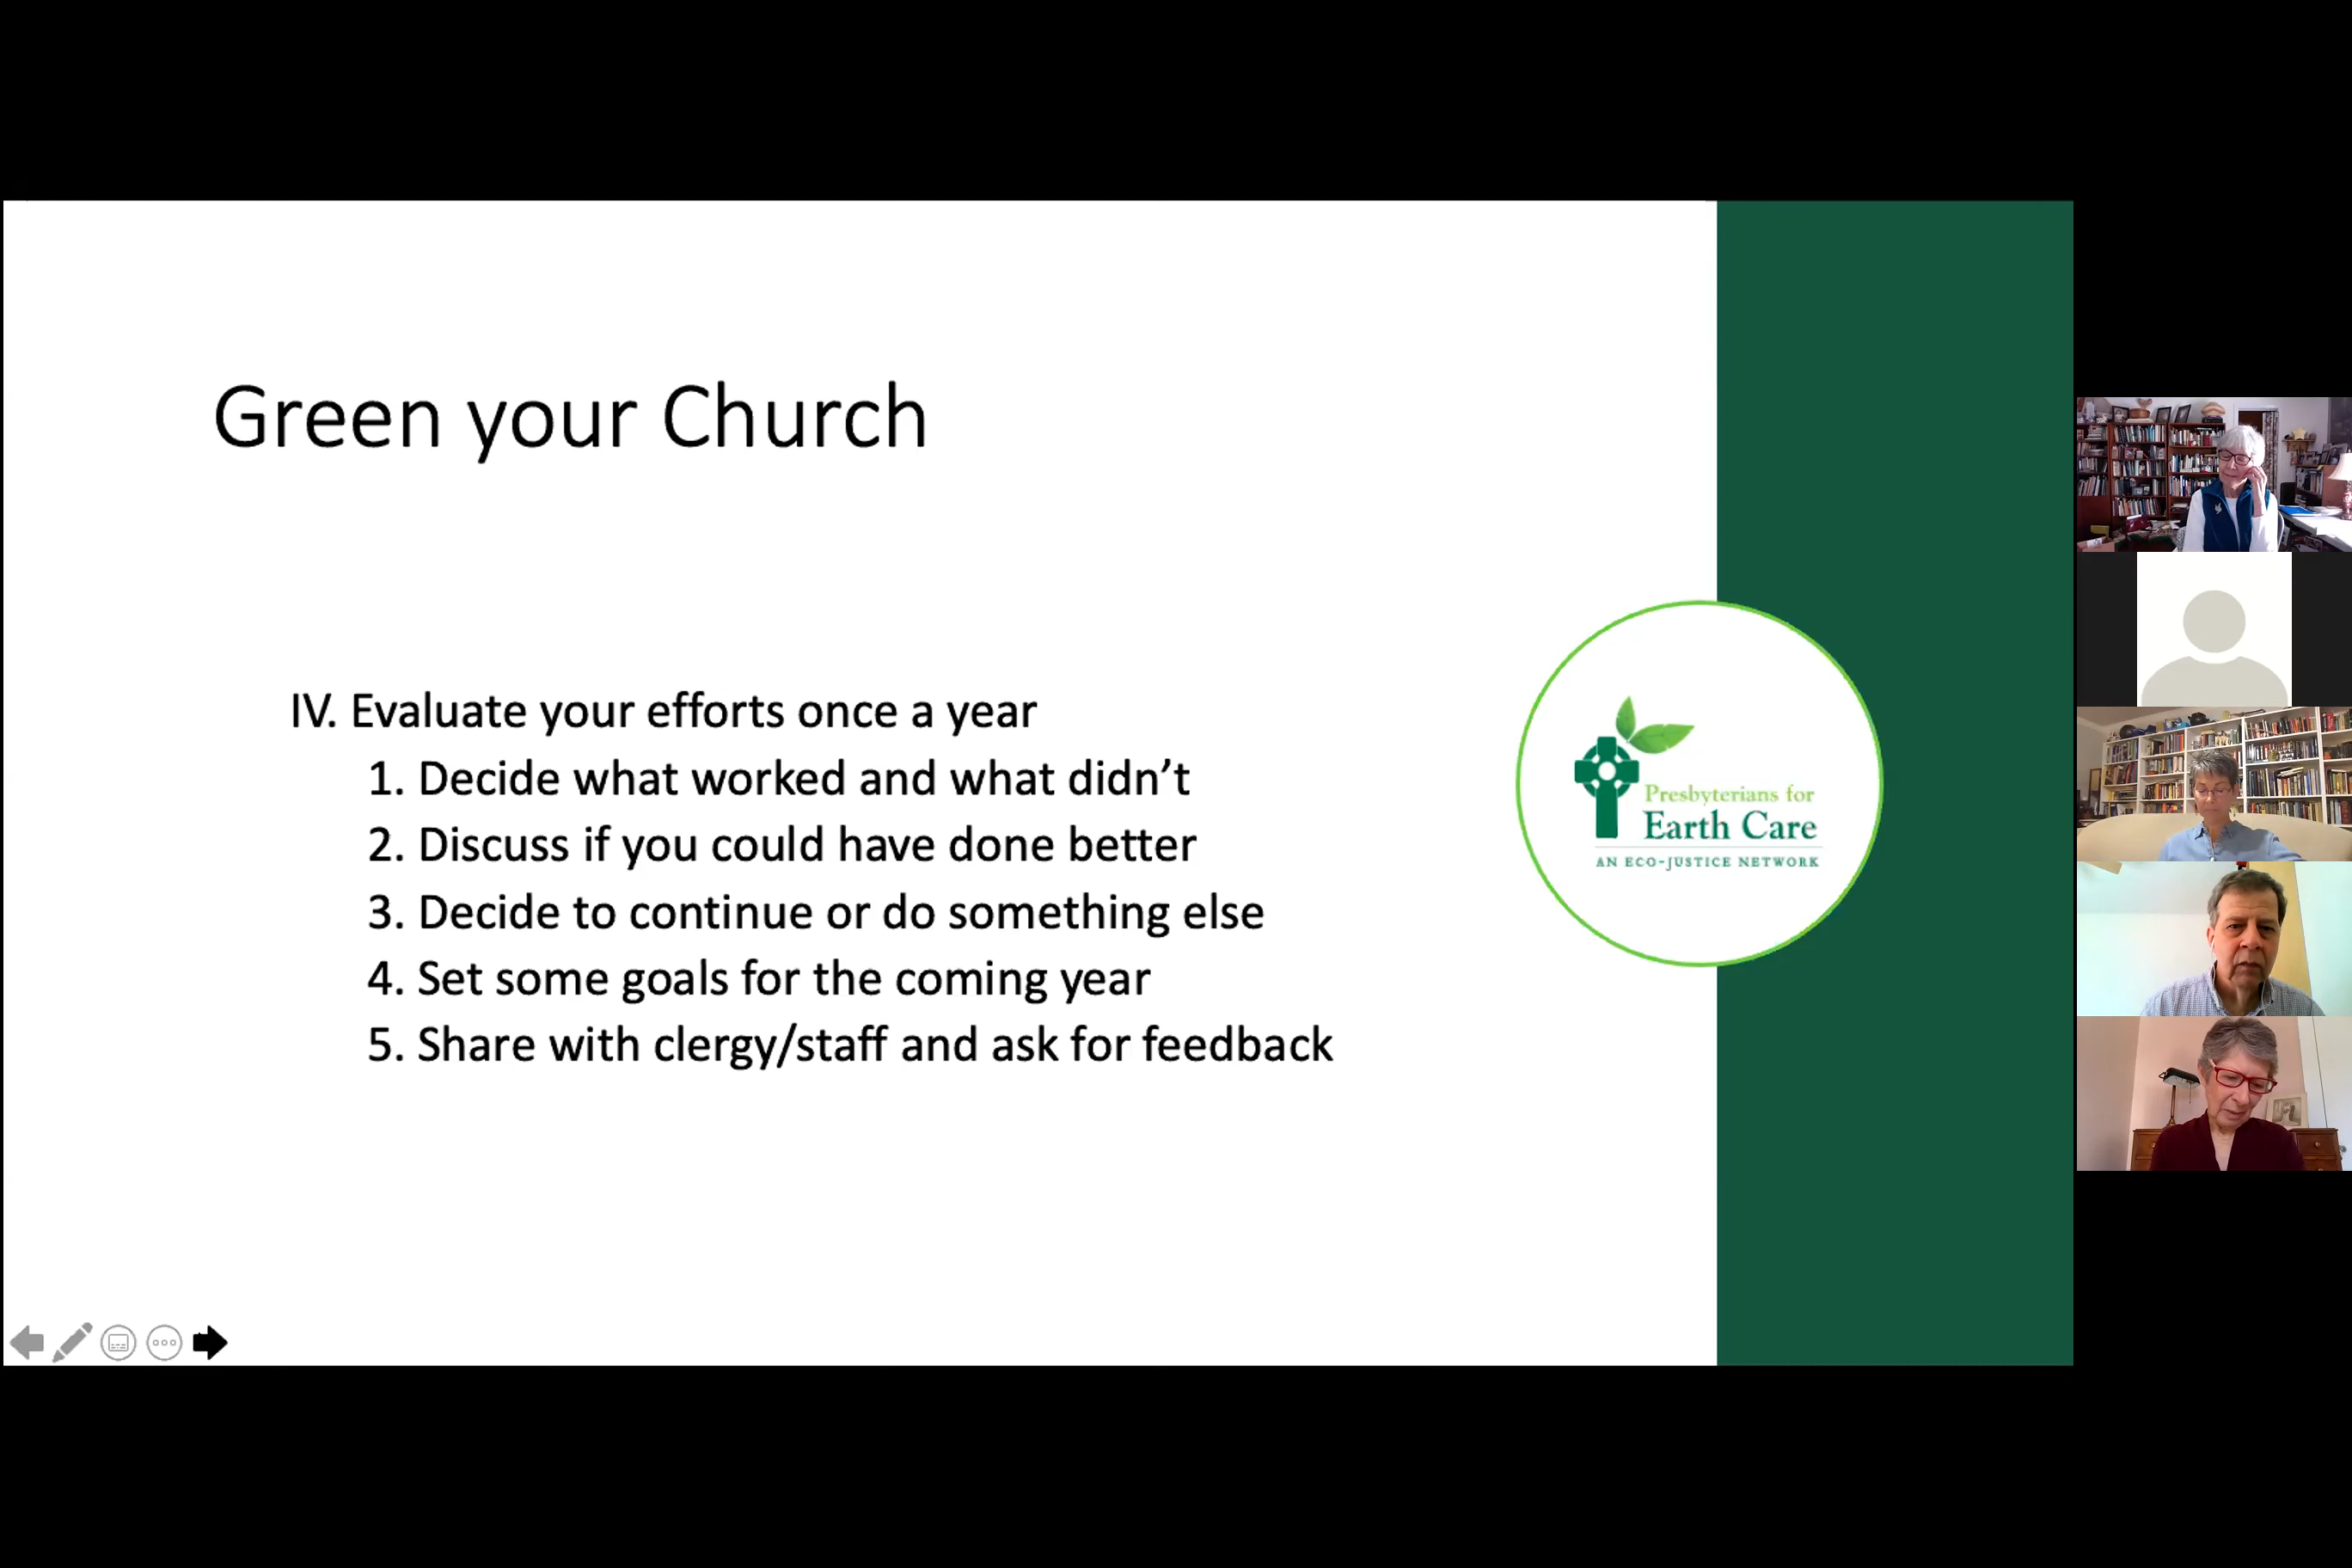 Green your Church
IV. Evaluate your efforts once a year
1. Decide what worked and what didn’t
2. Discuss if you could have done better
3. Decide to continue or do something else
4. Set some goals for the coming year
5. Share with clergy/staff and ask for feedback
Presbyterians for
Earth Care
AN ECO-JUSTICE NETWORK